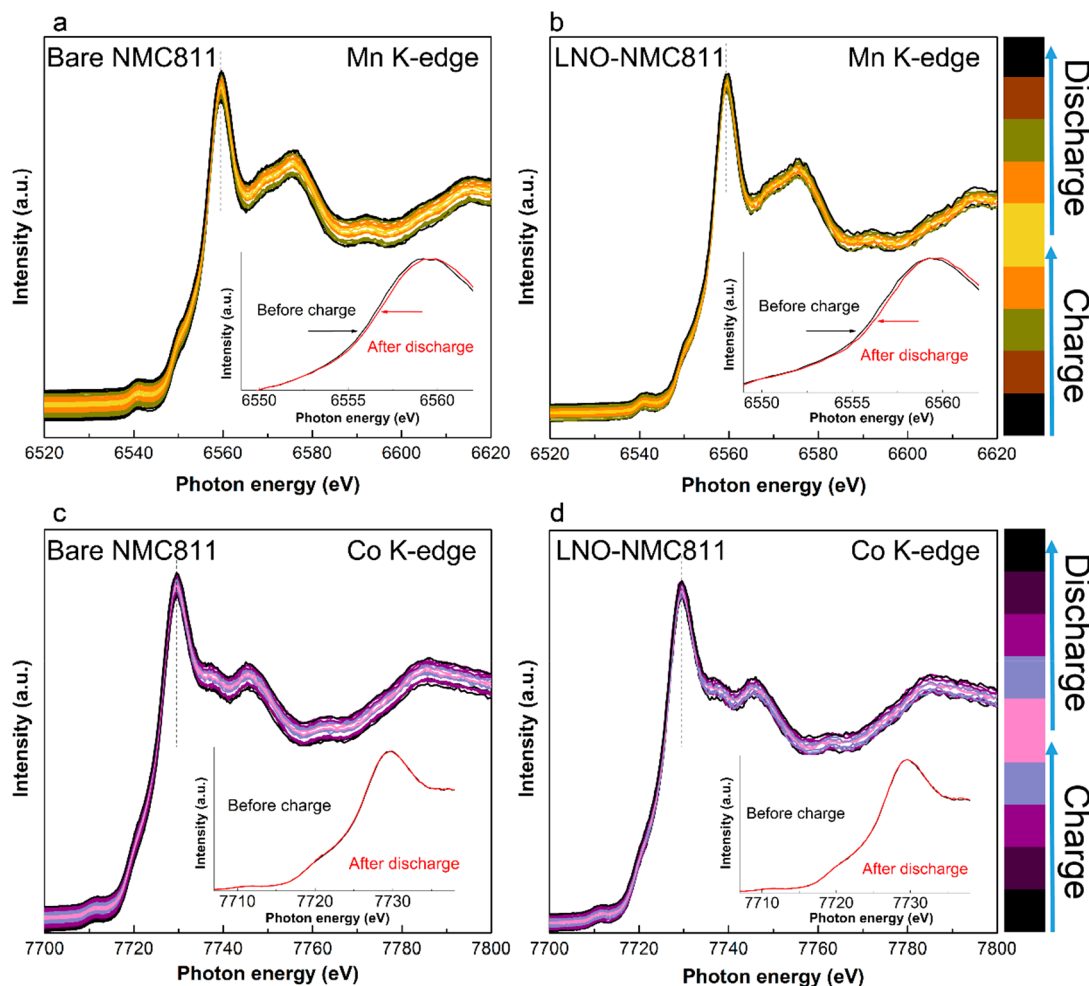 a
Bare NMC811
Mn K-edge
Intensity (a.u.)
Intensity (a.u.)
Before charge
After discharge
6550
6555
6560
Photon energy (eV)
6520
6540
6560
6580
6600
6620
Photon energy (eV)
b
LNO-NMC811
Mn K-edge
Intensity (a.u.)
Intensity (a.u.)
Before charge
After discharge
6550
6555
6560
Photon energy (eV)
6520
6540
6560
6580
6600
6620
Photon energy (eV)
Discharge
Charge
c
Bare NMC811
Co K-edge
Intensity (a.u.)
Intensity (a.u.)
Before charge
After discharge
7710
7720
7730
Photon energy (eV)
7700
7720
7740
7760
7780
7800
Photon energy (eV)
d
LNO-NMC811
Co K-edge
Intensity (a.u.)
Intensity (a.u.)
Before charge
After discharge
7710
7720
7730
Photon energy (eV)
7700
7720
7740
7760
7780
7800
Photon energy (eV)
Discharge
Charge